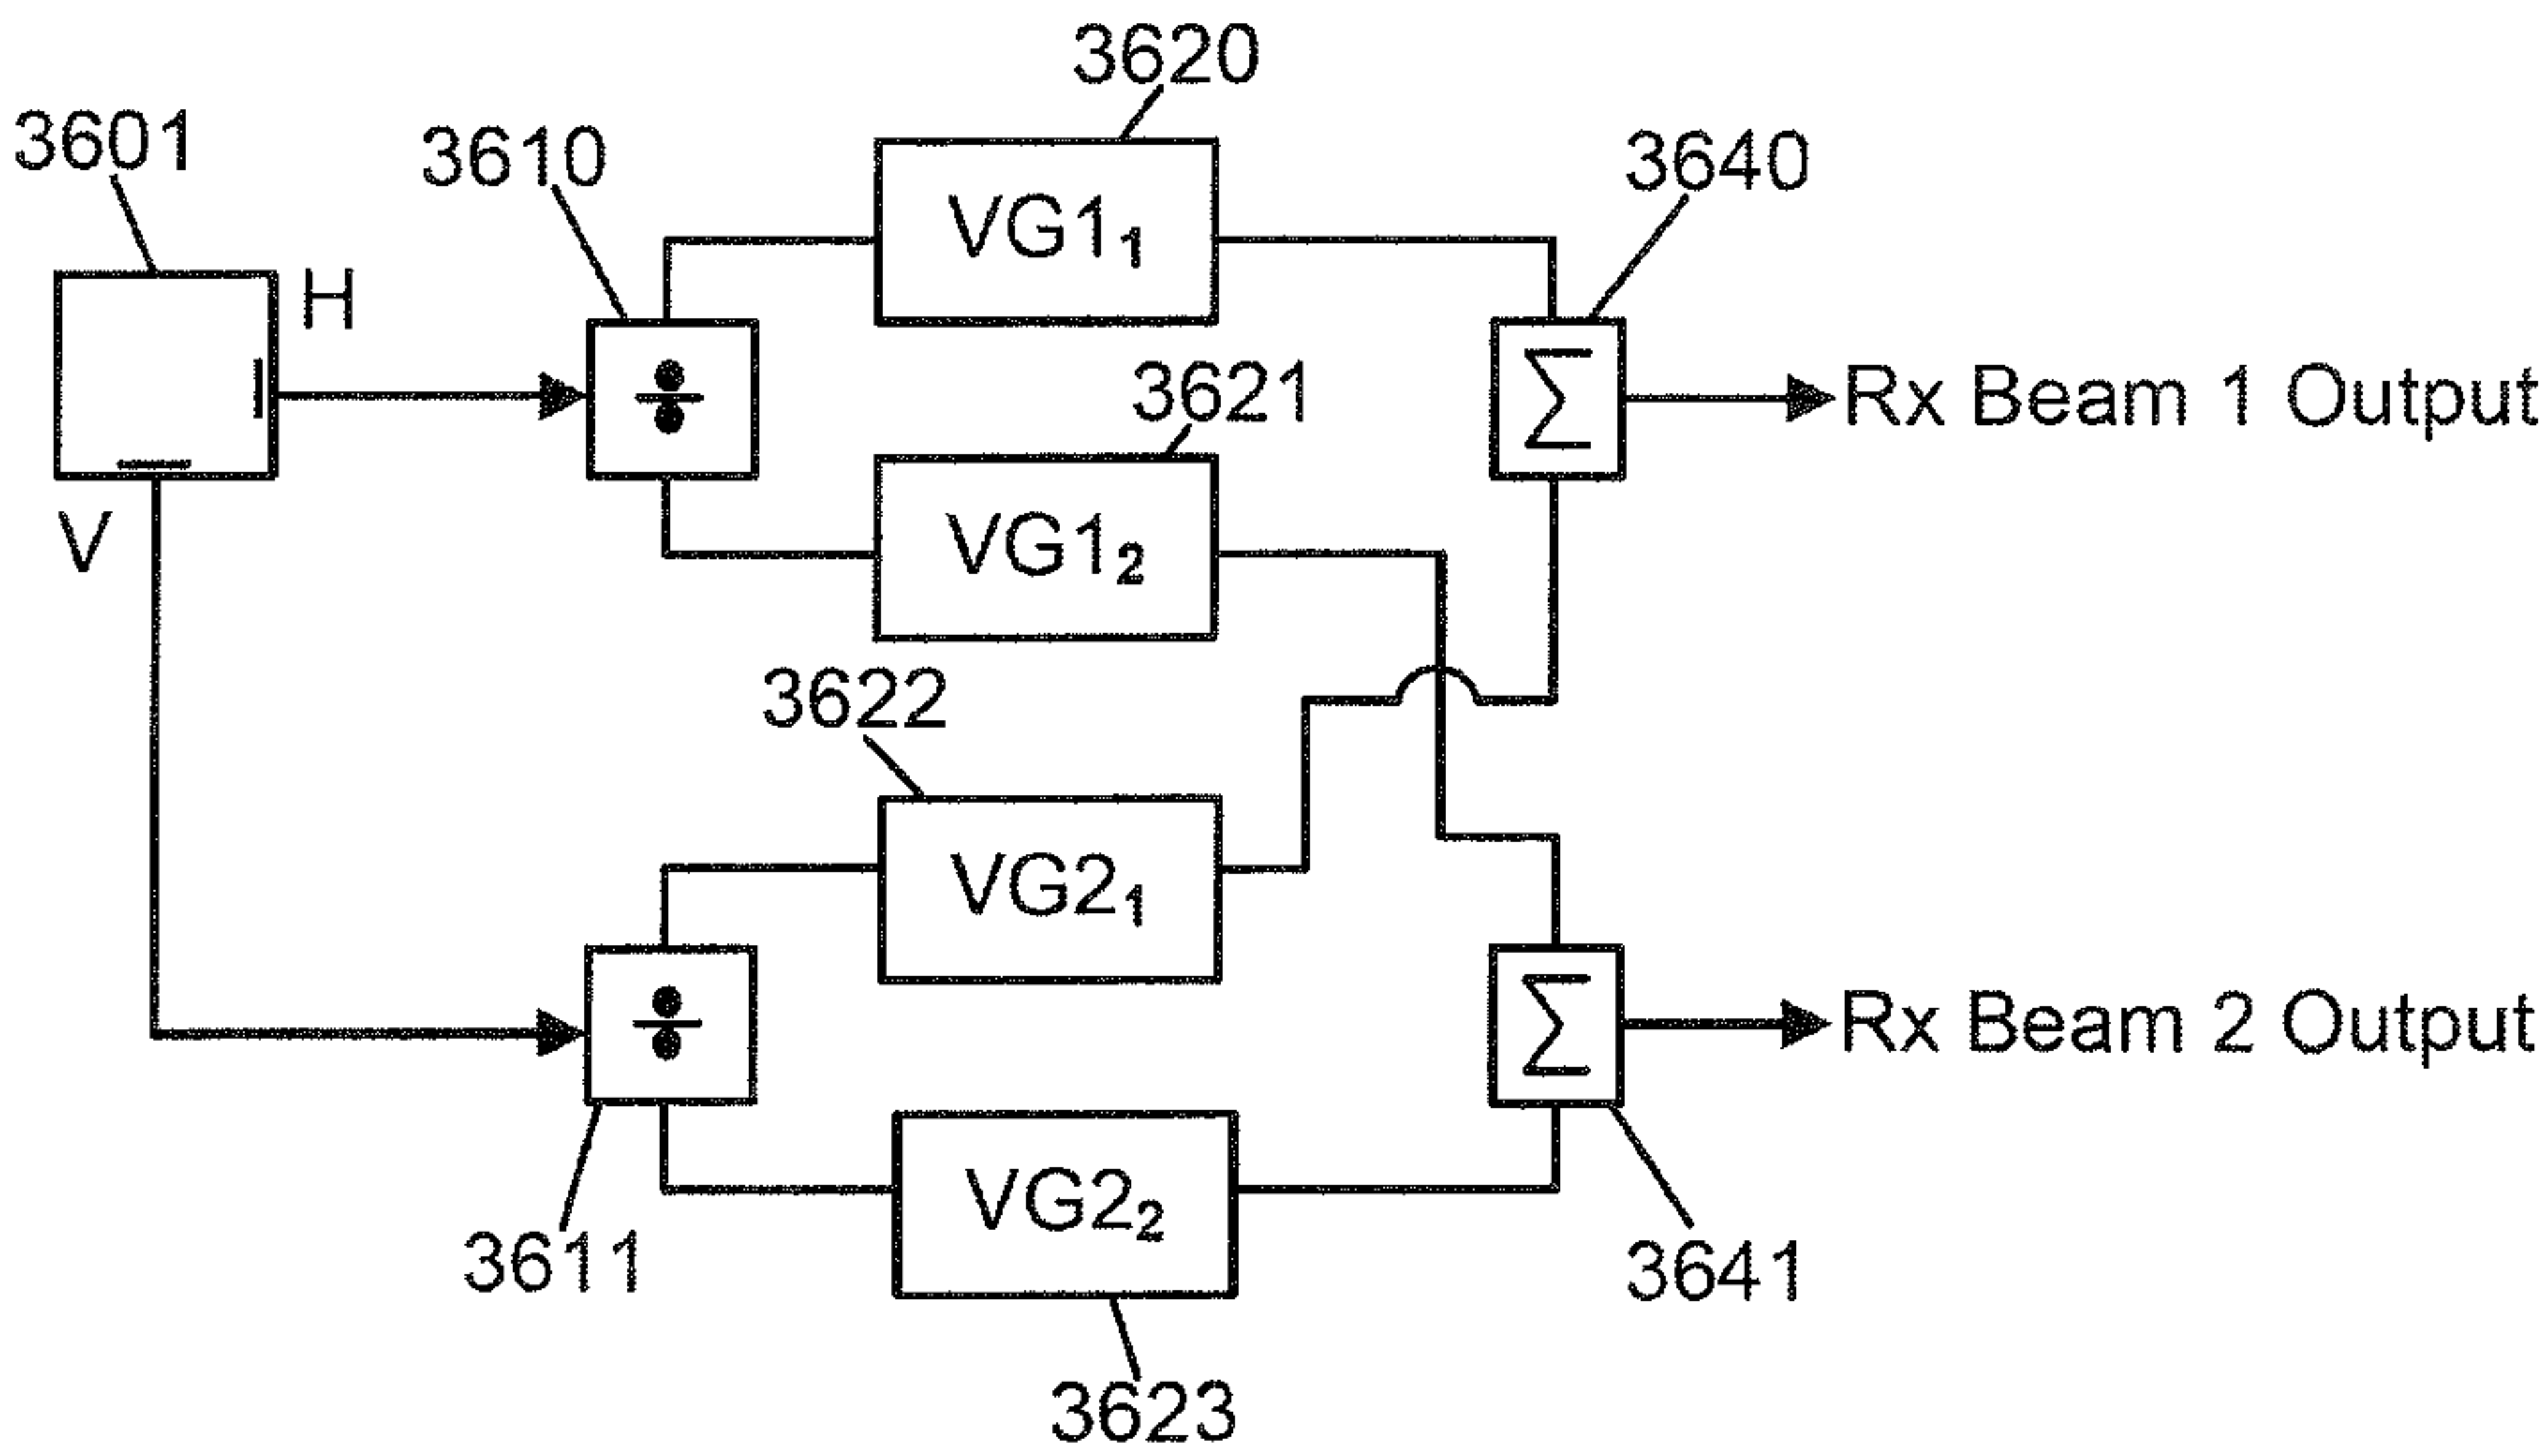 3620
3601
3610
3640
VG1₁
H
÷
Σ
3621
Rx Beam 1 Output
V
VG1₂
3622
VG2₁
÷
Σ
Rx Beam 2 Output
VG2₂
3611
3641
3623